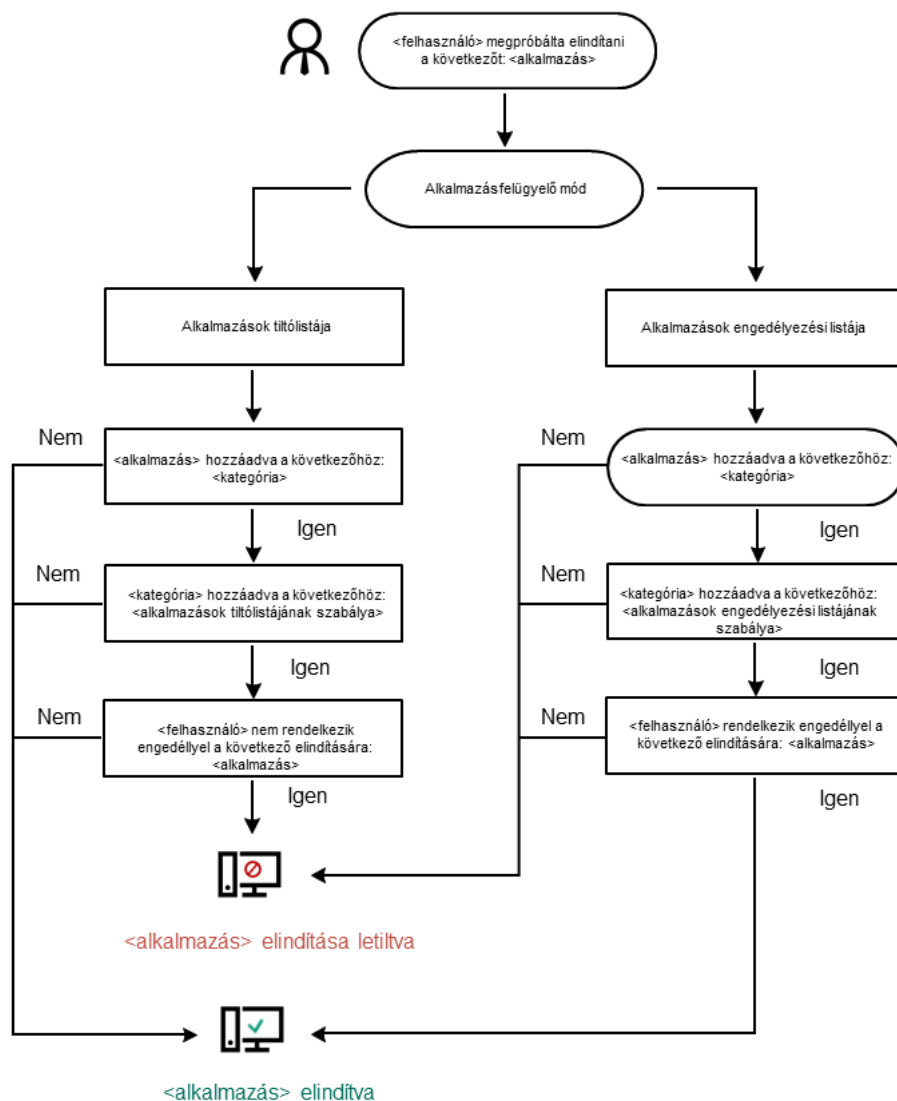 <felhasználó> megpróbálta elindítani
a következőt: <alkalmazás>
Alkalmazásfelügyelő mód
Alkalmazások tiltólistája
Alkalmazások engedélyezési listája
Nem
<alkalmazás> hozzáadva a következőhöz:
<kategória>
Igen
Nem
<kategória> hozzáadva a következőhöz:
<alkalmazások tiltólistájának szabálya>
Igen
Nem
<felhasználó> nem rendelkezik
engedéllyel a következő elindítására:
<alkalmazás>
Igen
Nem
<alkalmazás> hozzáadva a következőhöz:
<kategória>
Igen
Nem
<kategória> hozzáadva a következőhöz:
<alkalmazások engedélyezési listájának
szabálya>
Igen
Nem
<felhasználó> rendelkezik engedéllyel a
következő elindítására: <alkalmazás>
Igen
<alkalmazás> elindítása letiltva
<alkalmazás> elindítva